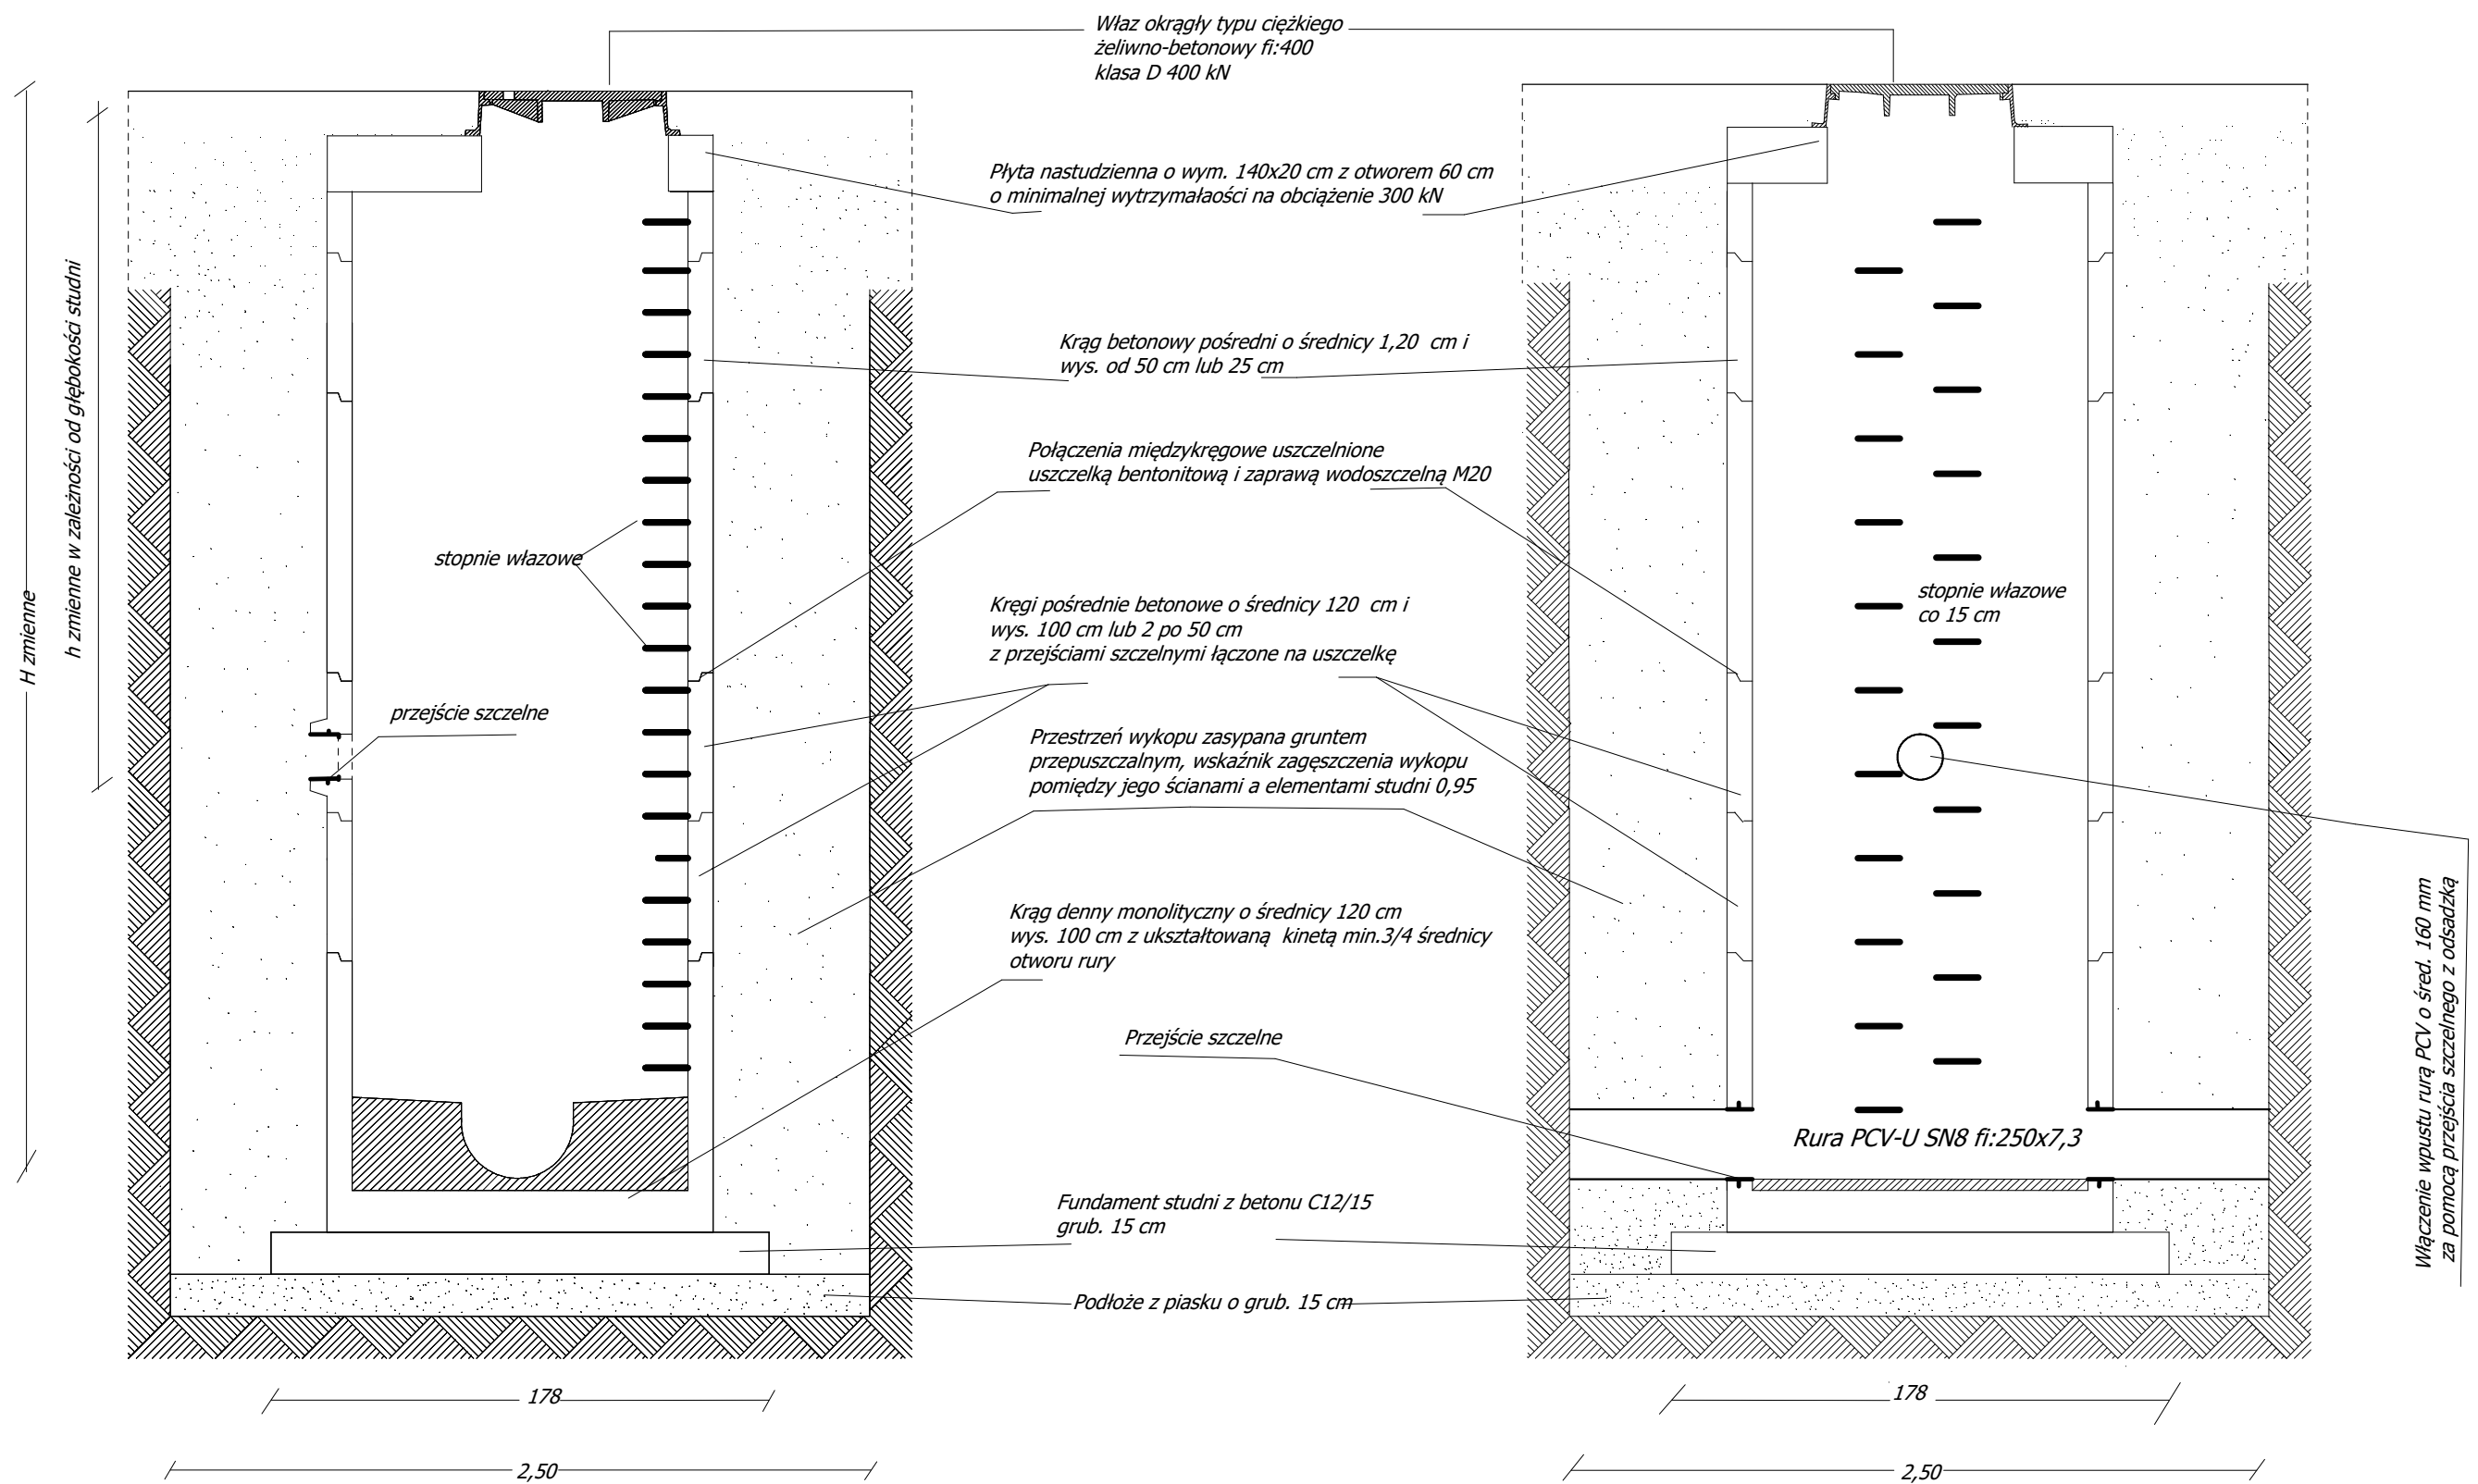 Właz okrągły typu ciężkiego
żeliwno-betonowy fi:400
klasa D 400 kN
Płyta nastudzienna o wym. 140x20 cm z otworem 60 cm
o minimalnej wytrzymałaości na obciążenie 300 kN
Krąg betonowy pośredni o średnicy 1,20 cm i
wys. od 50 cm lub 25 cm
Połączenia międzykręgowe uszczelnione
uszczelką bentonitową i zaprawą wodoszczelną M20
stopnie włazowe
Kręgi pośrednie betonowe o średnicy 120 cm i
wys. 100 cm lub 2 po 50 cm
z przejściami szczelnymi łączone na uszczelkę
stopnie włazowe
co 15 cm
H zmienne
h zmienne w zależności od głębokości studni
przejście szczelne
Przestrzeń wykopu zasypana gruntem
przepuszczalnym, wskaźnik zagęszczenia wykopu
pomiędzy jego ścianami a elementami studni 0,95
Krąg denny monolityczny o średnicy 120 cm
wys. 100 cm z ukształtowaną kinetą min.3/4 średnicy
otworu rury
Przejście szczelne
Rura PCV-U SN8 fi:250x7,3
Włączenie wpustu rurą PCV o śred. 160 mm
za pomocą przejścia szczelnego z odsadzką
Fundament studni z betonu C12/15
grub. 15 cm
Podłoże z piasku o grub. 15 cm
178
178
2,50
2,50